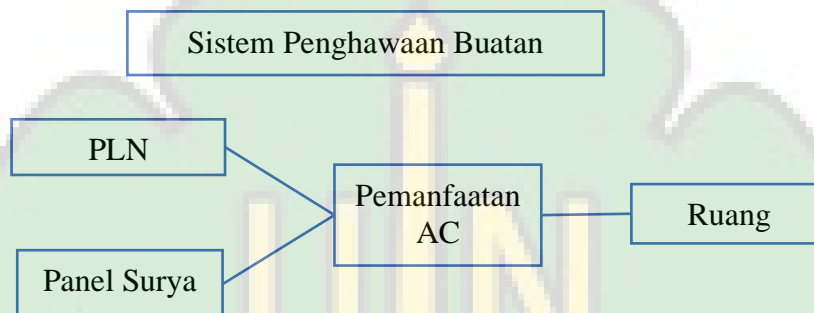 Sistem Penghawaan Buatan
PLN
Pemanfaatan
AC
Ruang
Panel Surya